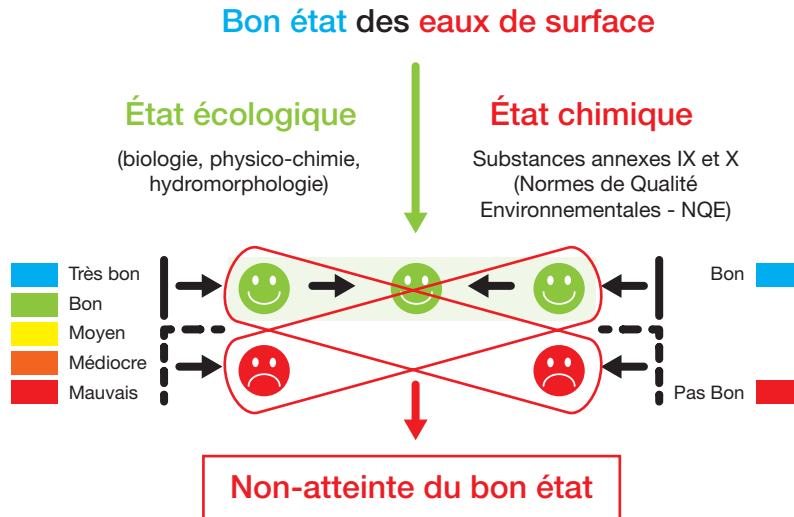 Bon état des eaux de surface
État écologique
(biologie, physico-chimie,
hydromorphologie)
État chimique
Substances annexes IX et X
(Normes de Qualité
Environnementales - NQE)
Très bon
Bon
Moyen
Médiocre
Mauvais
Bon
Pas Bon
Non-atteinte du bon état